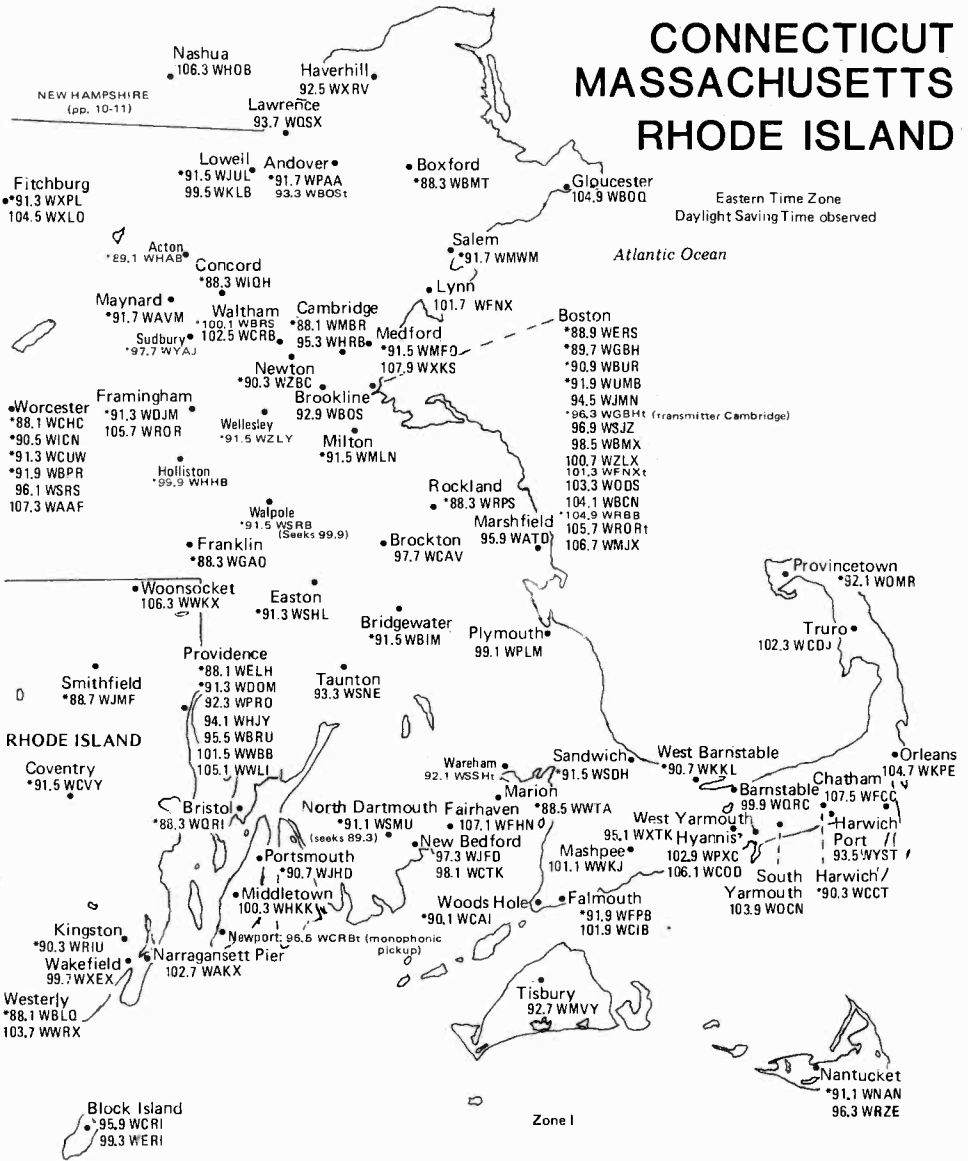 CONNECTICUT
MASSACHUSETTS
RHODE ISLAND
Eastern Time Zone
Daylight Saving Time observed
Atlantic Ocean
Nashua
106.3 WHOB
NEW HAMPSHIRE
(pp. 10-11)
Haverhill
92.5 WXRV
Lawrence
93.7 WQSX
Lowell
*91.5 WJUL
99.5 WKLB
Andover
*91.7 WPAA
93.3 WBOSt
Boxford
*88.3 WBMT
Gloucester
104.9 WBOQ
Fitchburg
*91.3 WXPL
104.5 WXLO
Acton
*89.1 WHAB
Concord
*88.3 WIQH
Salem
*91.7 WMWM
Lynn
101.7 WFNX
Maynard
*91.7 WAVM
Sudbury
*97.7 WYAJ
Waltham
*100.1 WBRS
102.5 WCRB
Cambridge
*88.1 WMBR
95.3 WHRB
Medford
*91.5 WMFO
107.9 WXKS
Newton
*90.3 WZBC
Brookline
92.9 WBOS
Boston
*88.9 WERS
*89.7 WGBH
*90.9 WBUR
*91.9 WUMB
94.5 WJMN
*96.3 WGBHt (transmitter Cambridge)
96.9 WSJZ
98.5 WBMX
100.7 WZLX
101.3 WFNXt
103.3 WODS
104.1 WBCN
*104.9 WRBB
105.7 WRORt
106.7 WMJX
Worcester
*88.1 WCHC
*90.5 WICN
*91.3 WCUW
*91.9 WBPR
96.1 WSRS
107.3 WAAF
Framingham
*91.3 WDJM
105.7 WROR
Wellesley
*91.5 WZLY
Milton
*91.5 WMLN
Holliston
*99.9 WHHB
Walpole
*91.5 WSRB
(Seeks 99.9)
Rockland
*88.3 WRPS
Marshfield
95.9 WATD
Franklin
*88.3 WGAO
Brockton
97.7 WCAV
Woonsocket
106.3 WWKX
Easton
*91.3 WSHL
Bridgewater
*91.5 WBIM
Plymouth
99.1 WPLM
Provincetown
*92.1 WOMR
Truro
102.3 WCDJ
Providence
*88.1 WELH
*91.3 WDOM
92.3 WPRO
94.1 WHJY
95.5 WBRU
101.5 WWBB
105.1 WWLI
Smithfield
*88.7 WJMF
Taunton
93.3 WSNE
RHODE ISLAND
Coventry
*91.5 WCVY
Wareham
92.1 WSSHt
Sandwich
*91.5 WSDH
West Barnstable
*90.7 WKKL
Orleans
104.7 WKPE
Bristol
*88.3 WQRI
North Dartmouth
*91.1 WSMU
(seeks 89.3)
Marion
*88.5 WWTA
Fairhaven
107.1 WFHN
Barnstable
99.9 WQRC
Chatham
107.5 WFCC
New Bedford
97.3 WJFD
98.1 WCTK
West Yarmouth
95.1 WXTK
Hyannis
102.9 WPXC
106.1 WCOD
Harwich
Port
93.5 WYST
Portsmouth
*90.7 WJHD
Mashpee
101.1 WWKJ
South
Yarmouth
103.9 WOCN
Harwich
*90.3 WCCT
Middletown
100.3 WHKK
Woods Hole
*90.1 WCAI
Falmouth
*91.9 WFPB
101.9 WCIB
Newport 96.5 WCRBt (monophonic
pickup)
Kingston
*90.3 WRIU
Wakefield
99.7 WXEX
Narragansett Pier
102.7 WAKX
Westerly
*88.1 WBLQ
103.7 WWRX
Tisbury
92.7 WMVY
Nantucket
*91.1 WNAN
96.3 WRZE
Block Island
*95.9 WCRI
99.3 WERI
Zone I